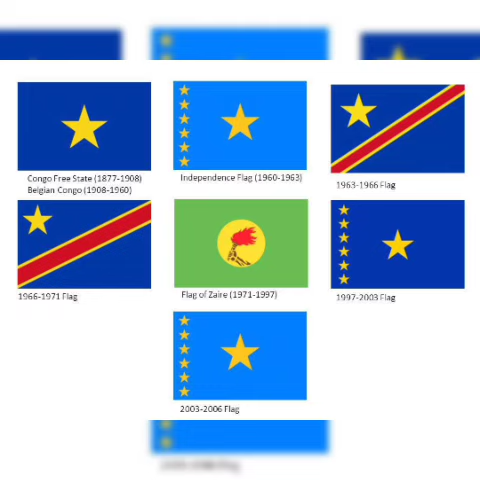 Congo Free State (1877-1908)
Belgian Congo (1908-1960)
Independence Flag (1960-1963)
1963-1966 Flag
1966-1971 Flag
Flag of Zaire (1971-1997)
1997-2003 Flag
2003-2006 Flag